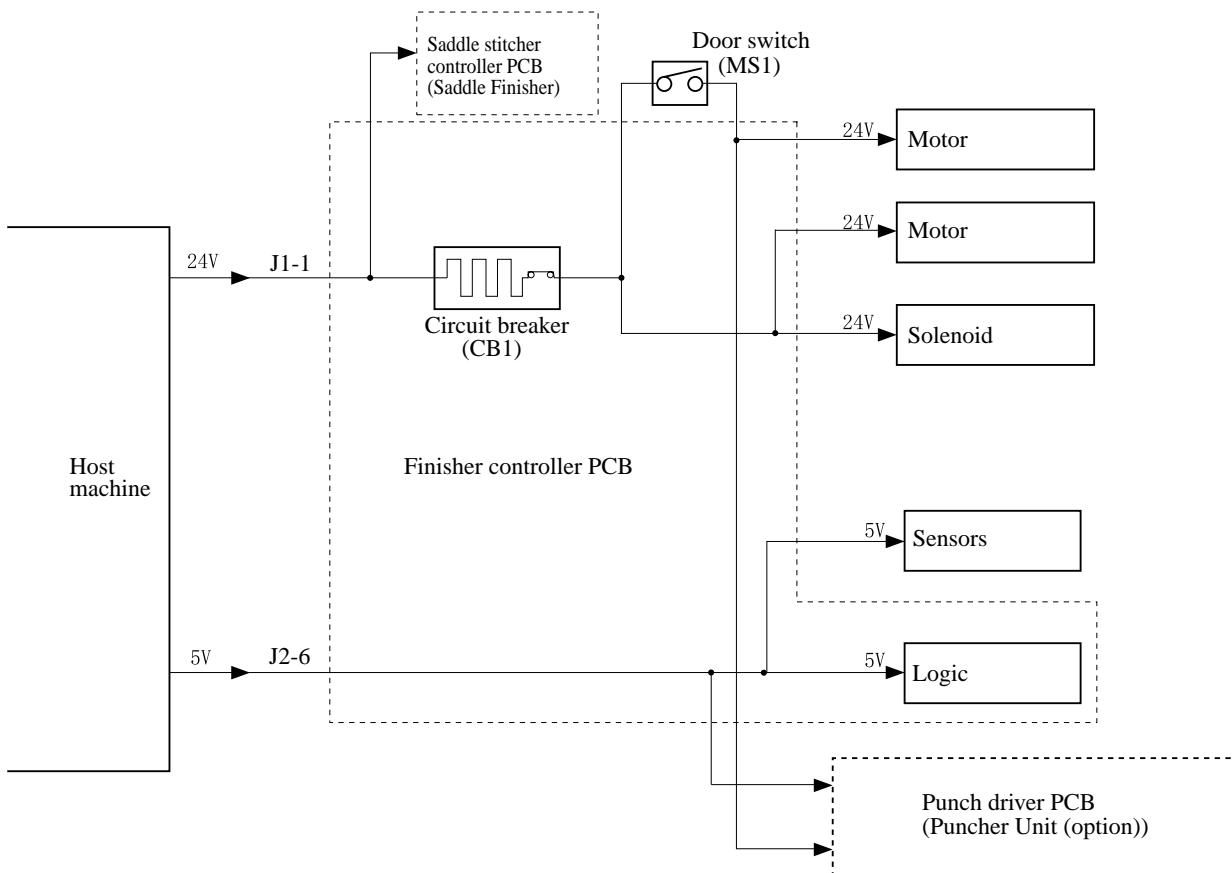 Saddle stitcher
controller PCB
(Saddle Finisher)
Door switch
(MS1)
24V
Motor
24V
Motor
24V
J1-1
Circuit breaker
(CB1)
24V
Solenoid
Host
machine
Finisher controller PCB
5V
Sensors
5V
J2-6
5V
Logic
Punch driver PCB
(Puncher Unit (option))